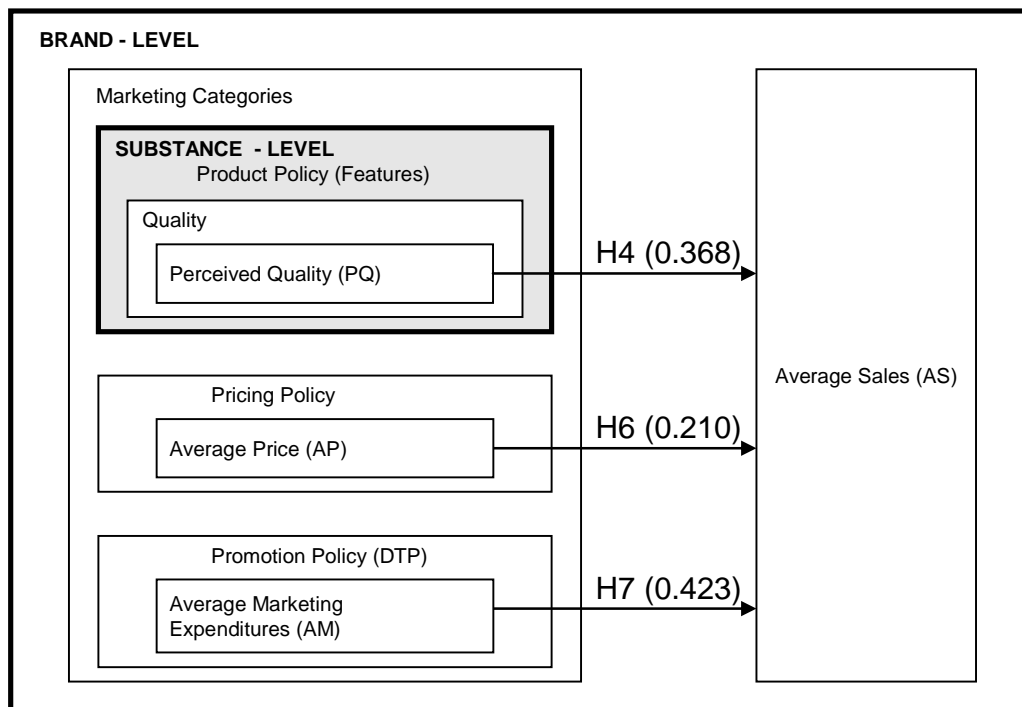 BRAND - LEVEL
Marketing Categories
SUBSTANCE - LEVEL
Product Policy (Features)
Quality
Perceived Quality (PQ)
H4 (0.368)
Pricing Policy
Average Price (AP)
H6 (0.210)
Promotion Policy (DTP)
Average Marketing
Expenditures (AM)
H7 (0.423)
Average Sales (AS)